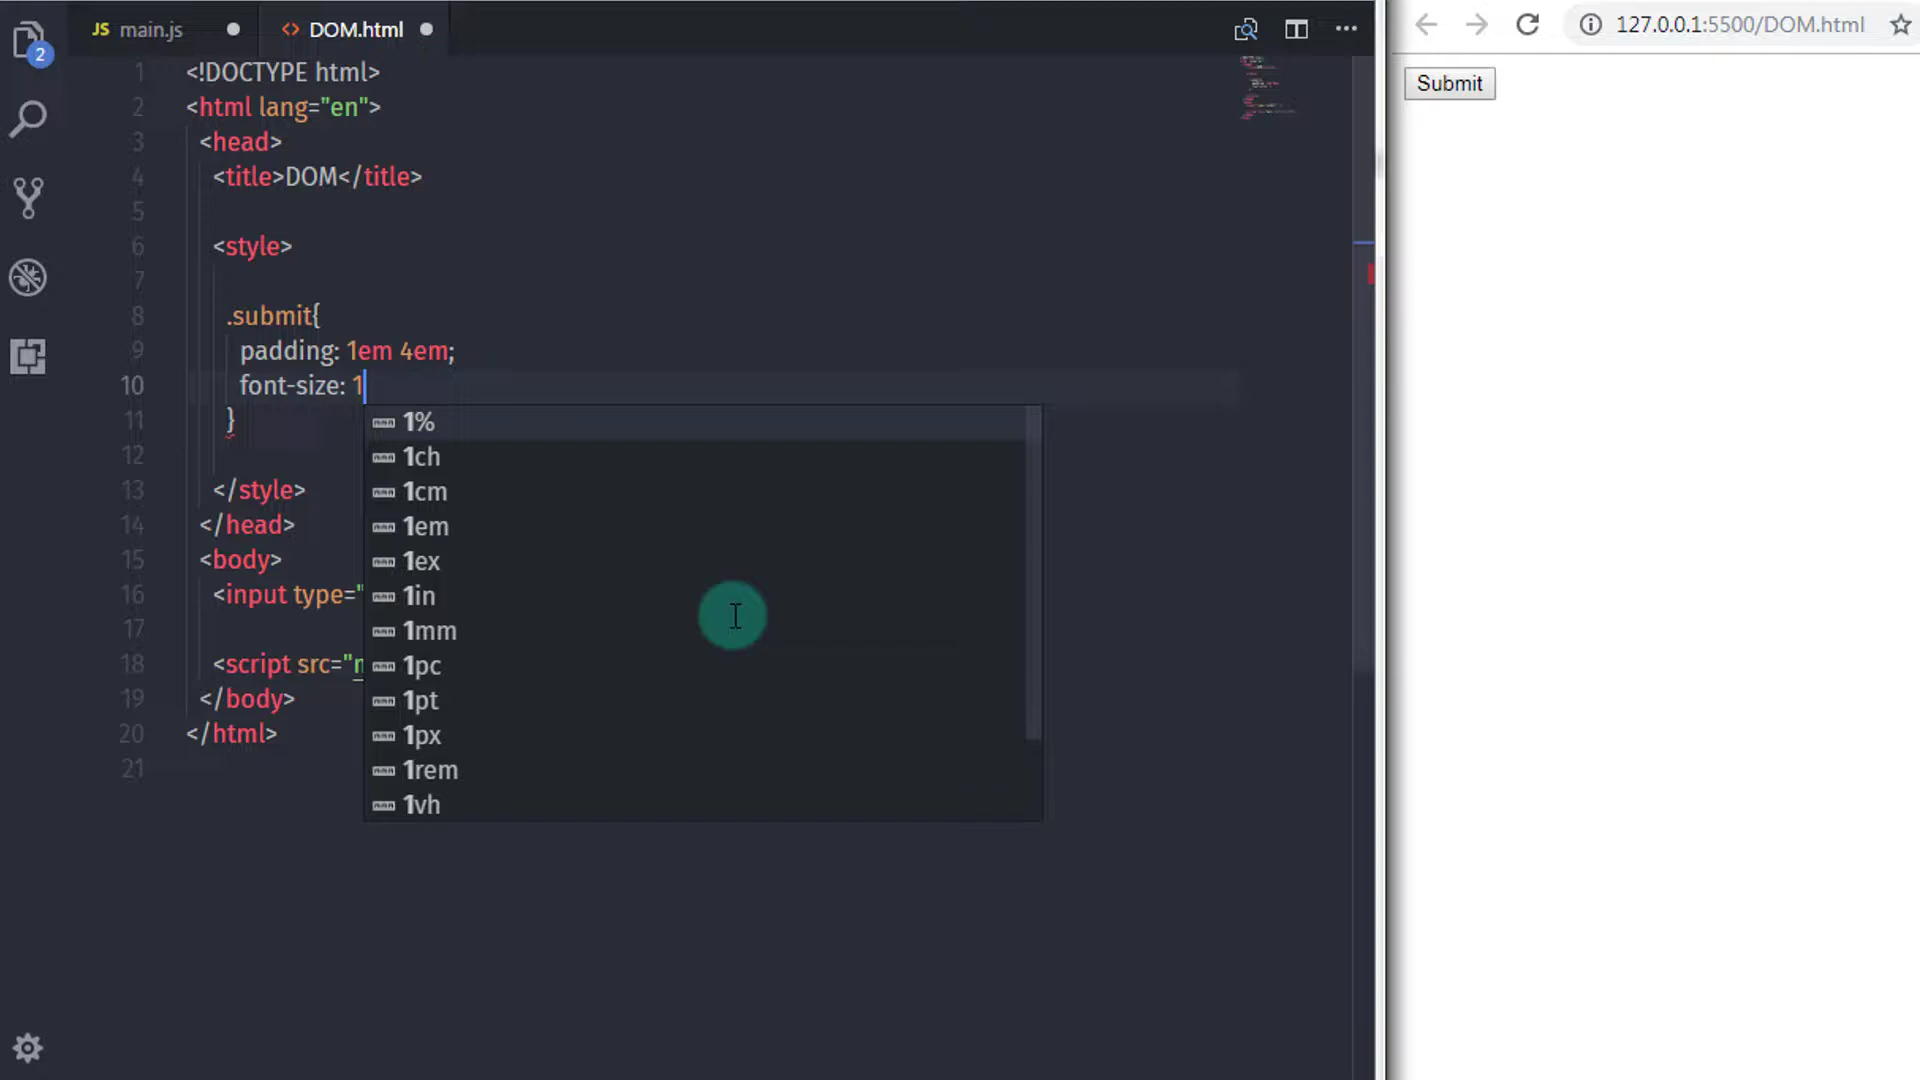 JS main.js
<> DOM.html
127.0.0.1:5500/DOM.html
2
Submit
1 <!DOCTYPE html>
2 <html lang="en">
3 <head>
4 <title>DOM</title>
5
6 <style>
7
8 .submit{
9 padding: 1em 4em;
10 font-size: 1
11 }
12
13 </style>
14 </head>
15 <body>
16 <input type="
17
18 <script src="m
19 </body>
20 </html>
21
1%
1ch
1cm
1em
1ex
1in
1mm
1pc
1pt
1px
1rem
1vh